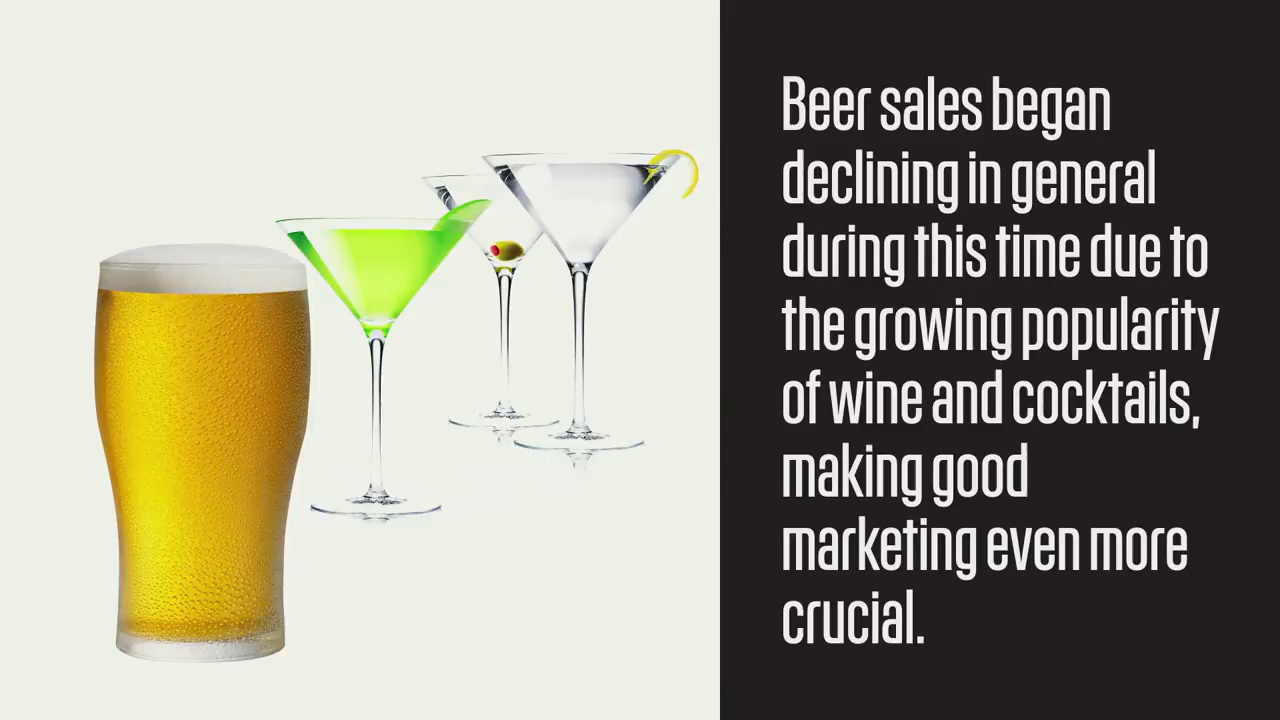 Beer sales began
declining in general
during this time due to
the growing popularity
of wine and cocktails,
making good
marketing even more
crucial.